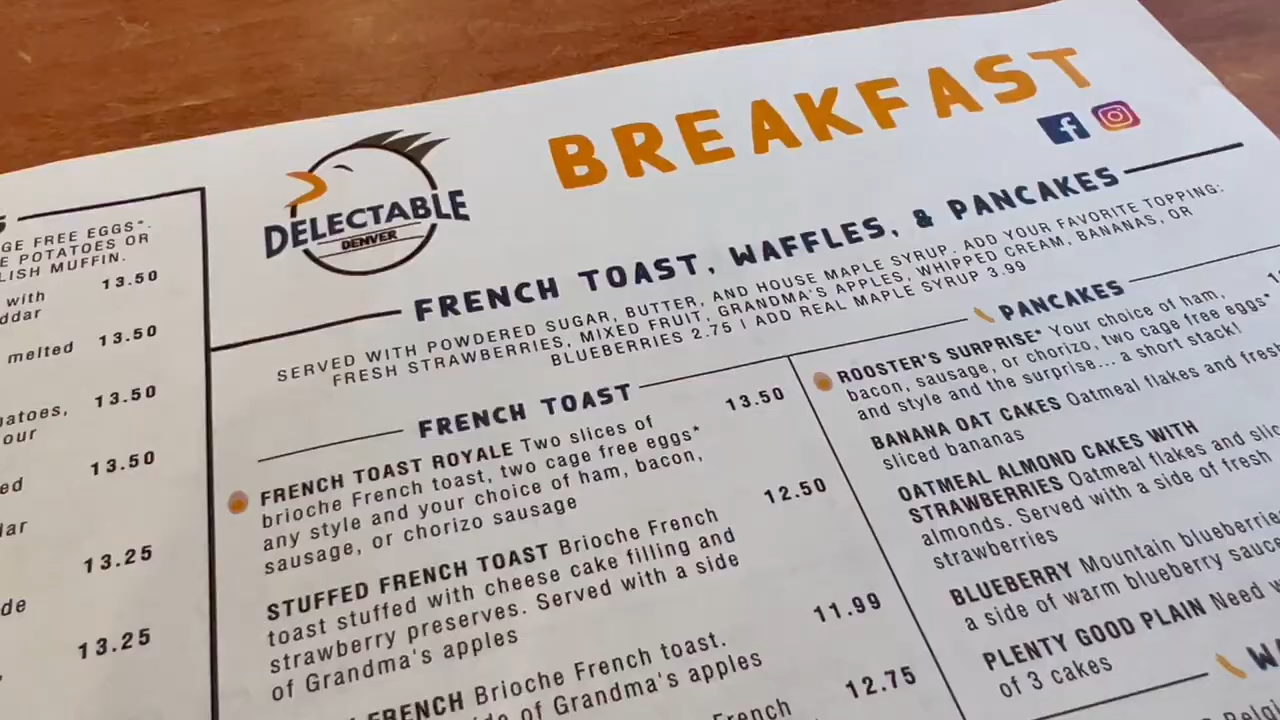 GE FREE EGGS*.
E POTATOES OR
LISH MUFFIN.
13.50
with
ddar
13.50
melted
13.50
atoes,
our
13.50
ed
lar
13.25
de
13.25
DELECTABLE
DENVER
BREAKFAST
FRENCH TOAST, WAFFLES, & PANCAKES
SERVED WITH POWDERED SUGAR, BUTTER, AND HOUSE MAPLE SYRUP. ADD YOUR FAVORITE TOPPING:
FRESH STRAWBERRIES, MIXED FRUIT, GRANDMA'S APPLES, WHIPPED CREAM, BANANAS, OR
BLUEBERRIES 2.75 | ADD REAL MAPLE SYRUP 3.99
FRENCH TOAST
FRENCH TOAST ROYALE Two slices of 13.50
brioche French toast, two cage free eggs*
any style and your choice of ham, bacon,
sausage, or chorizo sausage
STUFFED FRENCH TOAST Brioche French 12.50
toast stuffed with cheese cake filling and
strawberry preserves. Served with a side
of Grandma's apples
FRENCH Brioche French toast. 11.99
of Grandma's apples
French 12.75
PANCAKES
ROOSTER'S SURPRISE* Your choice of ham,
bacon, sausage, or chorizo, two cage free eggs*
and style and the surprise... a short stack!
BANANA OAT CAKES Oatmeal flakes and fresh
sliced bananas
OATMEAL ALMOND CAKES WITH
STRAWBERRIES Oatmeal flakes and slic
almonds. Served with a side of fresh
strawberries
BLUEBERRY Mountain blueberrie
a side of warm blueberry sauce
PLENTY GOOD PLAIN Need
of 3 cakes